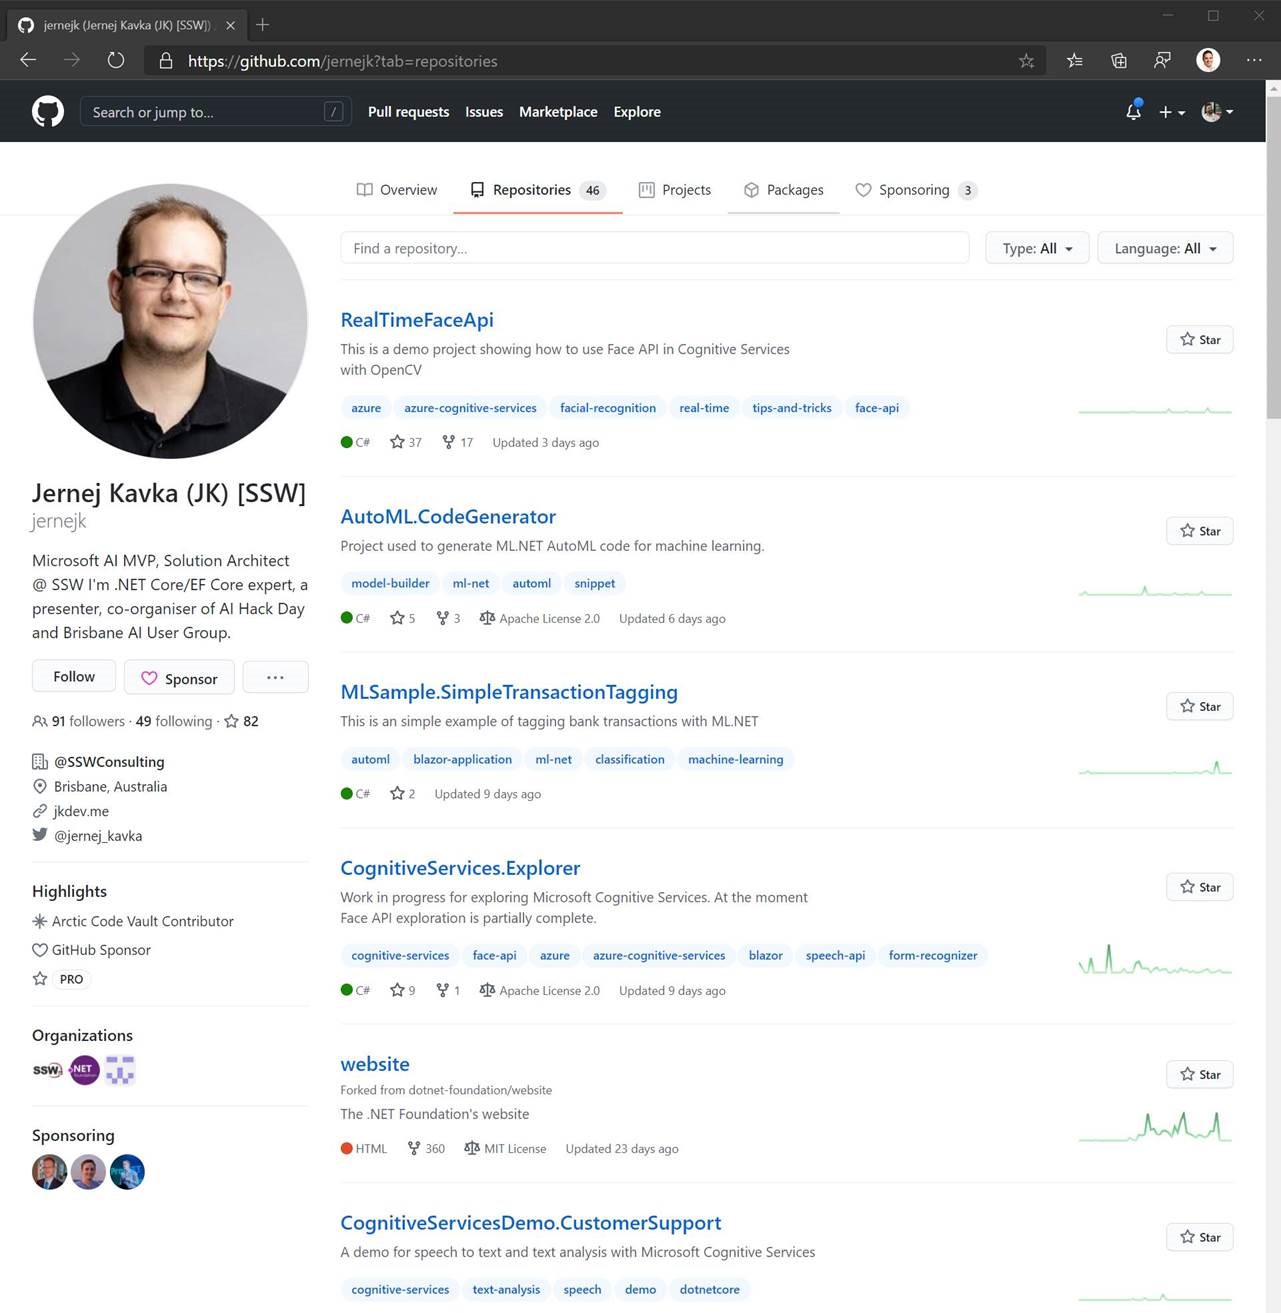 jernejk (Jernej Kavka (JK) [SSW])
https://github.com/jernejk?tab=repositories
Search or jump to... /
Pull requests Issues Marketplace Explore
Overview Repositories 46 Projects Packages Sponsoring 3
Find a repository... Type: All Language: All
Jernej Kavka (JK) [SSW]
jernejk
Microsoft AI MVP, Solution Architect
@ SSW I'm .NET Core/EF Core expert, a
presenter, co-organiser of AI Hack Day
and Brisbane AI User Group.
Follow Sponsor ...
91 followers · 49 following · 82
@SSWConsulting
Brisbane, Australia
jkdev.me
@jernej_kavka
Highlights
Arctic Code Vault Contributor
GitHub Sponsor
PRO
Organizations
SSW .NET
Sponsoring
RealTimeFaceApi
Star
This is a demo project showing how to use Face API in Cognitive Services
with OpenCV
azure azure-cognitive-services facial-recognition real-time tips-and-tricks face-api
C# 37 17 Updated 3 days ago
AutoML.CodeGenerator
Star
Project used to generate ML.NET AutoML code for machine learning.
model-builder ml-net automl snippet
C# 5 3 Apache License 2.0 Updated 6 days ago
MLSample.SimpleTransactionTagging
Star
This is an simple example of tagging bank transactions with ML.NET
automl blazor-application ml-net classification machine-learning
C# 2 Updated 9 days ago
CognitiveServices.Explorer
Star
Work in progress for exploring Microsoft Cognitive Services. At the moment
Face API exploration is partially complete.
cognitive-services face-api azure azure-cognitive-services blazor speech-api form-recognizer
C# 9 1 Apache License 2.0 Updated 9 days ago
website
Star
Forked from dotnet-foundation/website
The .NET Foundation's website
HTML 360 MIT License Updated 23 days ago
CognitiveServicesDemo.CustomerSupport
Star
A demo for speech to text and text analysis with Microsoft Cognitive Services
cognitive-services text-analysis speech demo dotnetcore